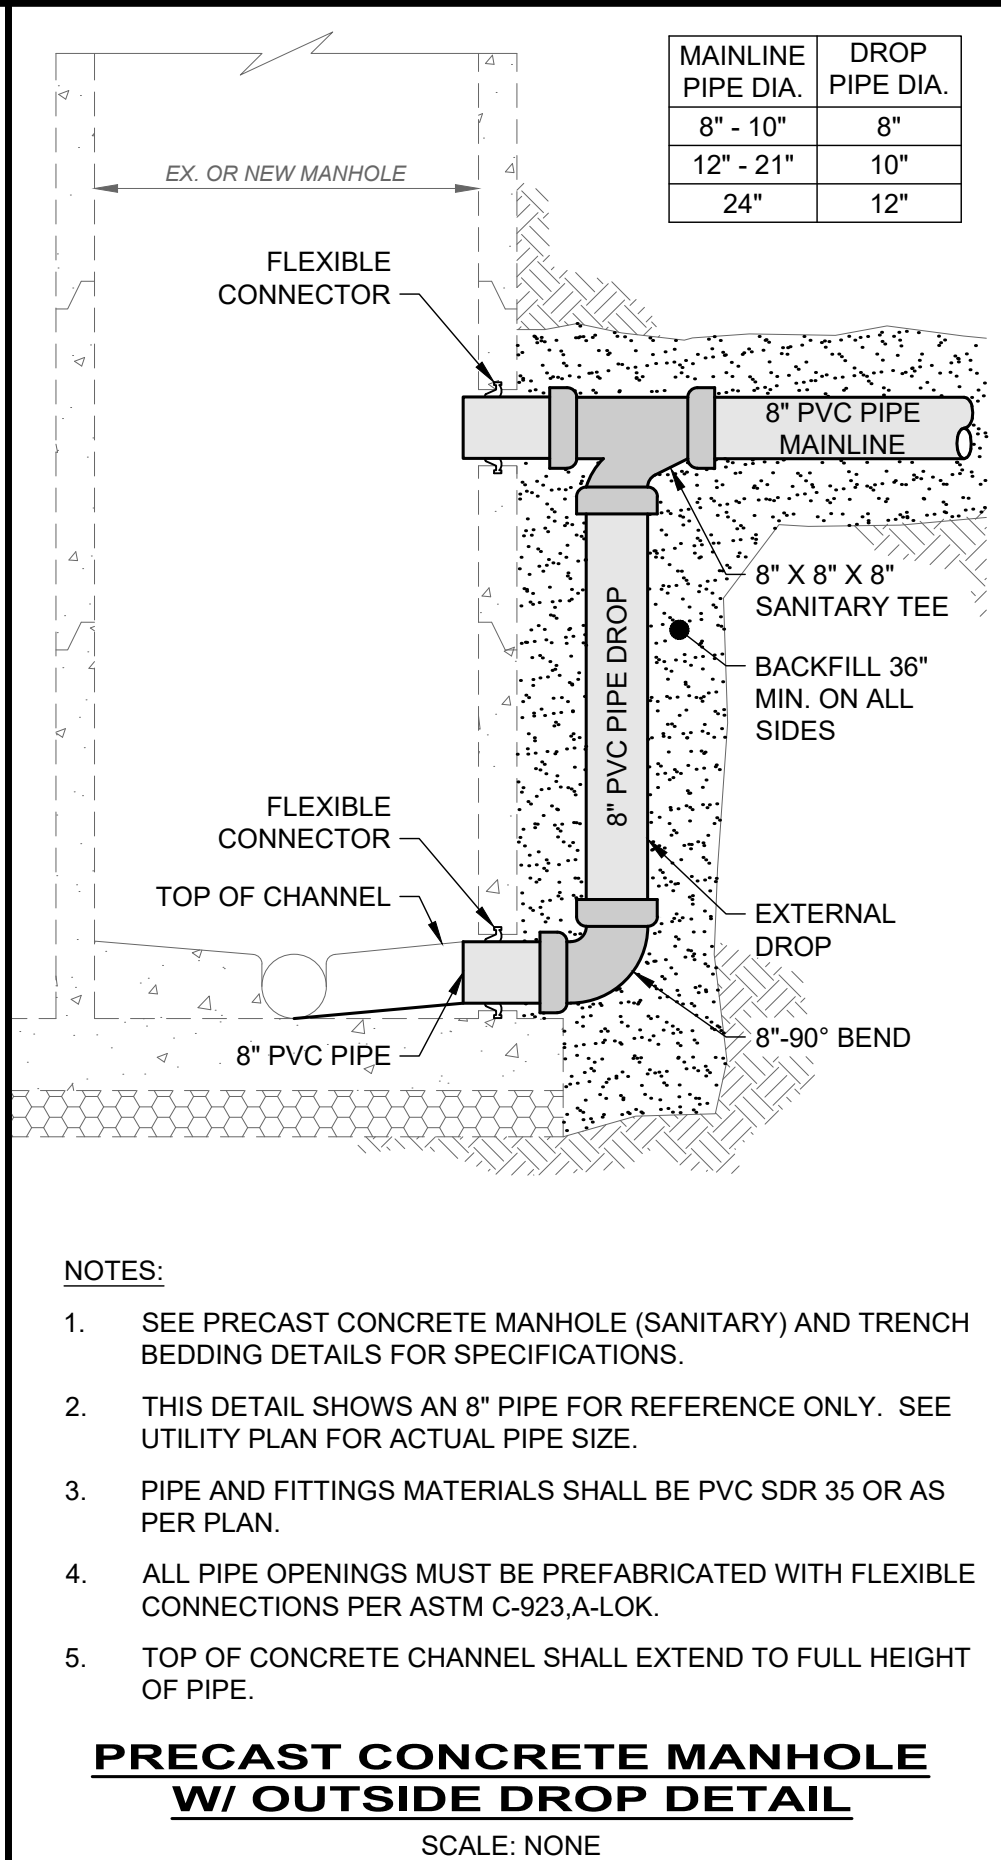 MAINLINE PIPE DIA. DROP PIPE DIA.
8" - 10" 8"
12" - 21" 10"
24" 12"
EX. OR NEW MANHOLE
FLEXIBLE
CONNECTOR
8" PVC PIPE
MAINLINE
8" X 8" X 8"
SANITARY TEE
8" PVC PIPE DROP
BACKFILL 36"
MIN. ON ALL
SIDES
FLEXIBLE
CONNECTOR
TOP OF CHANNEL
EXTERNAL
DROP
8" PVC PIPE
8"-90° BEND
NOTES:
1. SEE PRECAST CONCRETE MANHOLE (SANITARY) AND TRENCH
BEDDING DETAILS FOR SPECIFICATIONS.
2. THIS DETAIL SHOWS AN 8" PIPE FOR REFERENCE ONLY. SEE
UTILITY PLAN FOR ACTUAL PIPE SIZE.
3. PIPE AND FITTINGS MATERIALS SHALL BE PVC SDR 35 OR AS
PER PLAN.
4. ALL PIPE OPENINGS MUST BE PREFABRICATED WITH FLEXIBLE
CONNECTIONS PER ASTM C-923,A-LOK.
5. TOP OF CONCRETE CHANNEL SHALL EXTEND TO FULL HEIGHT
OF PIPE.
PRECAST CONCRETE MANHOLE
W/ OUTSIDE DROP DETAIL
SCALE: NONE